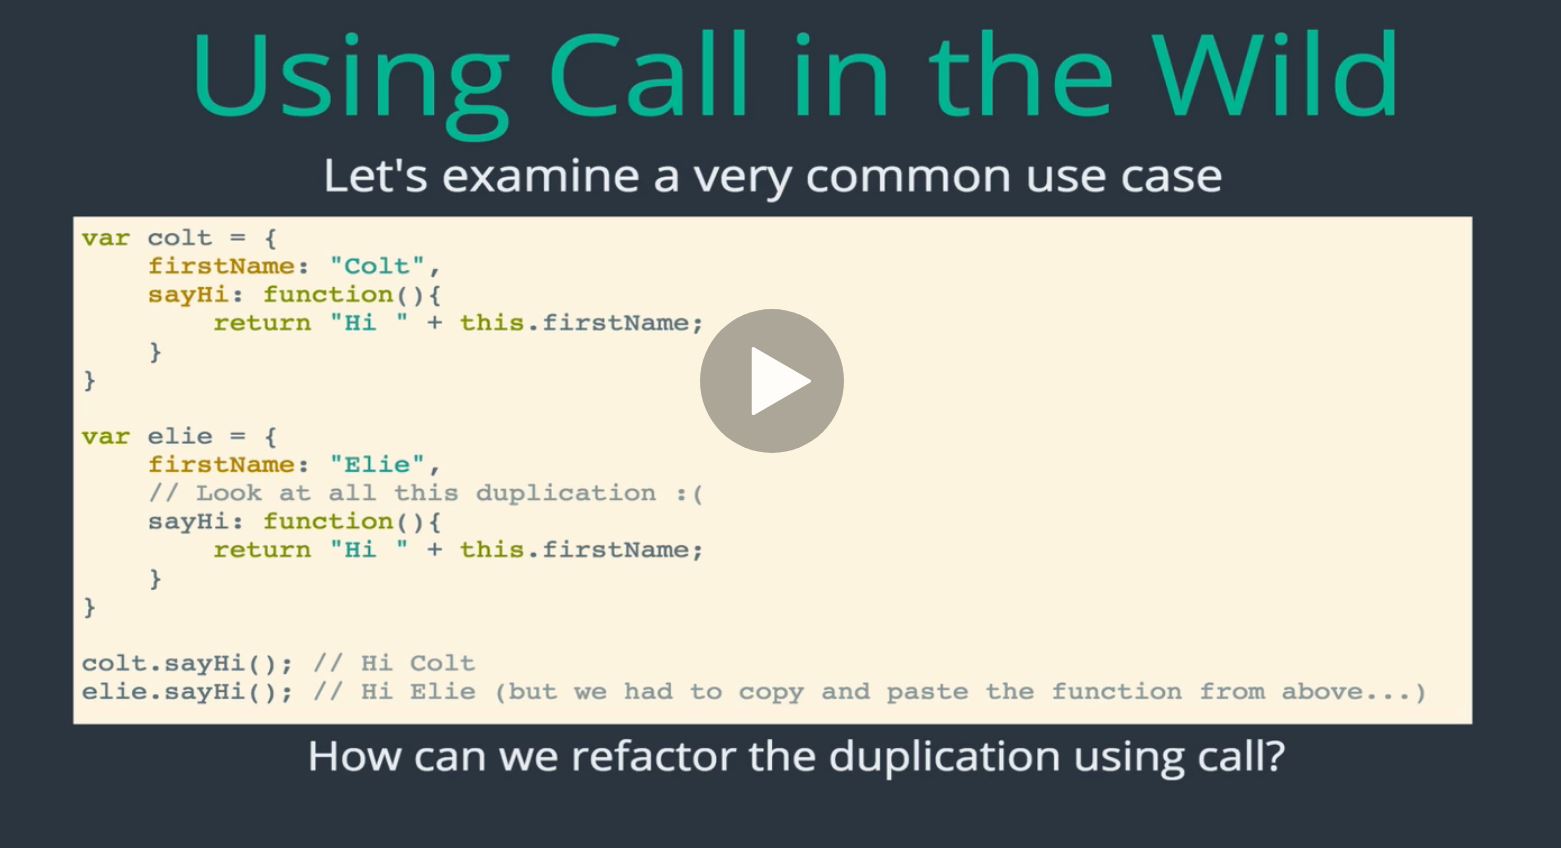 Using Call in the Wild
Let's examine a very common use case
var colt = {
    firstName: "Colt",
    sayHi: function(){
        return "Hi " + this.firstName;
    }
}

var elie = {
    firstName: "Elie",
    // Look at all this duplication :(
    sayHi: function(){
        return "Hi " + this.firstName;
    }
}

colt.sayHi(); // Hi Colt
elie.sayHi(); // Hi Elie (but we had to copy and paste the function from above...)
How can we refactor the duplication using call?